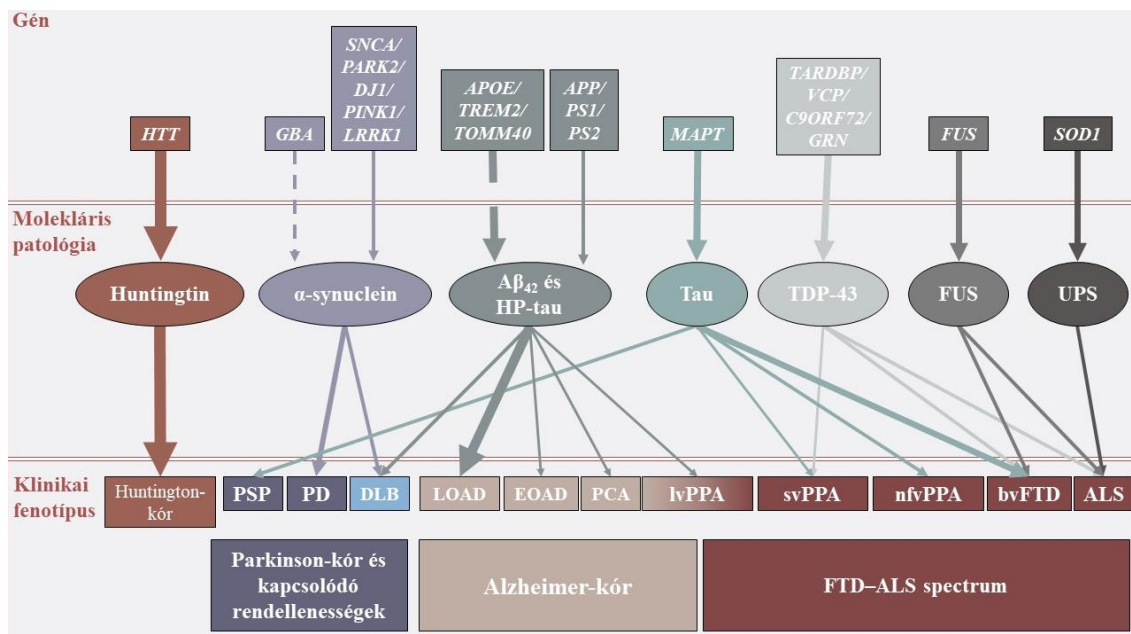 Gén
HTT
GBA
SNCA/
PARK2/
DJ1/
PINK1/
LRRK1
APOE/
TREM2/
TOMM40
APP/
PS1/
PS2
MAPT
TARDBP/
VCP/
C9ORF72/
GRN
FUS
SOD1
Molekláris
patológia
Huntingtin
α-synuclein
Aβ₄₂ és
HP-tau
Tau
TDP-43
FUS
UPS
Klinikai
fenotípus
Huntington-
kór
PSP
PD
DLB
LOAD
EOAD
PCA
lvPPA
svPPA
nfvPPA
bvFTD
ALS
Parkinson-kór és
kapcsolódó
rendellenességek
Alzheimer-kór
FTD–ALS spectrum